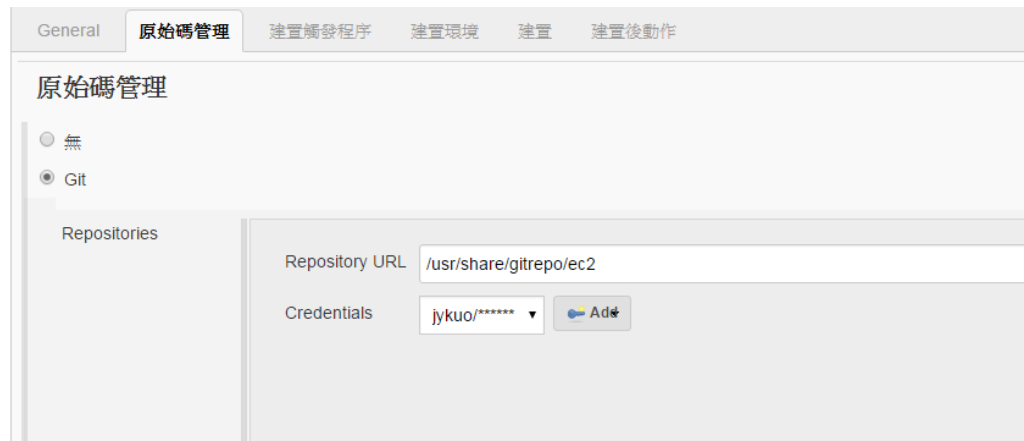 General 原始碼管理 建置觸發程序 建置環境 建置 建置後動作
原始碼管理
無
Git
Repositories
Repository URL /usr/share/gitrepo/ec2
Credentials jykuo/****** Add